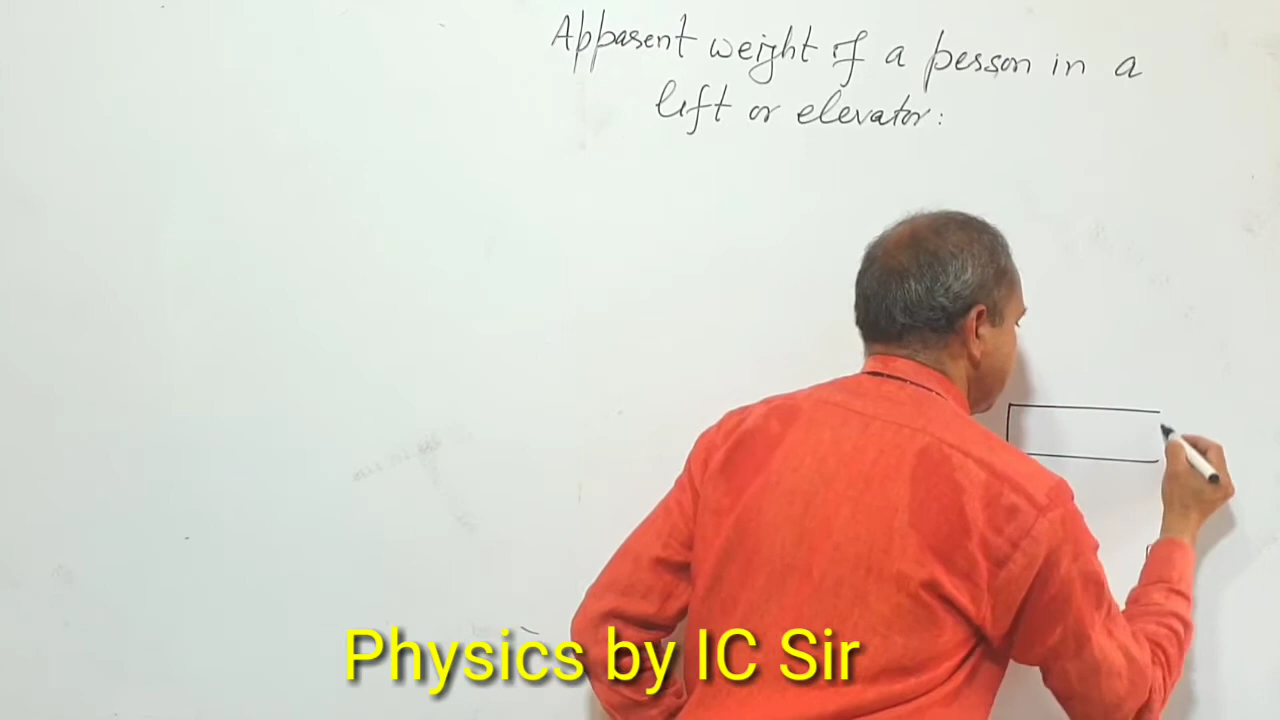 Apparent weight of a person in a
lift or elevator:
Physics by IC Sir